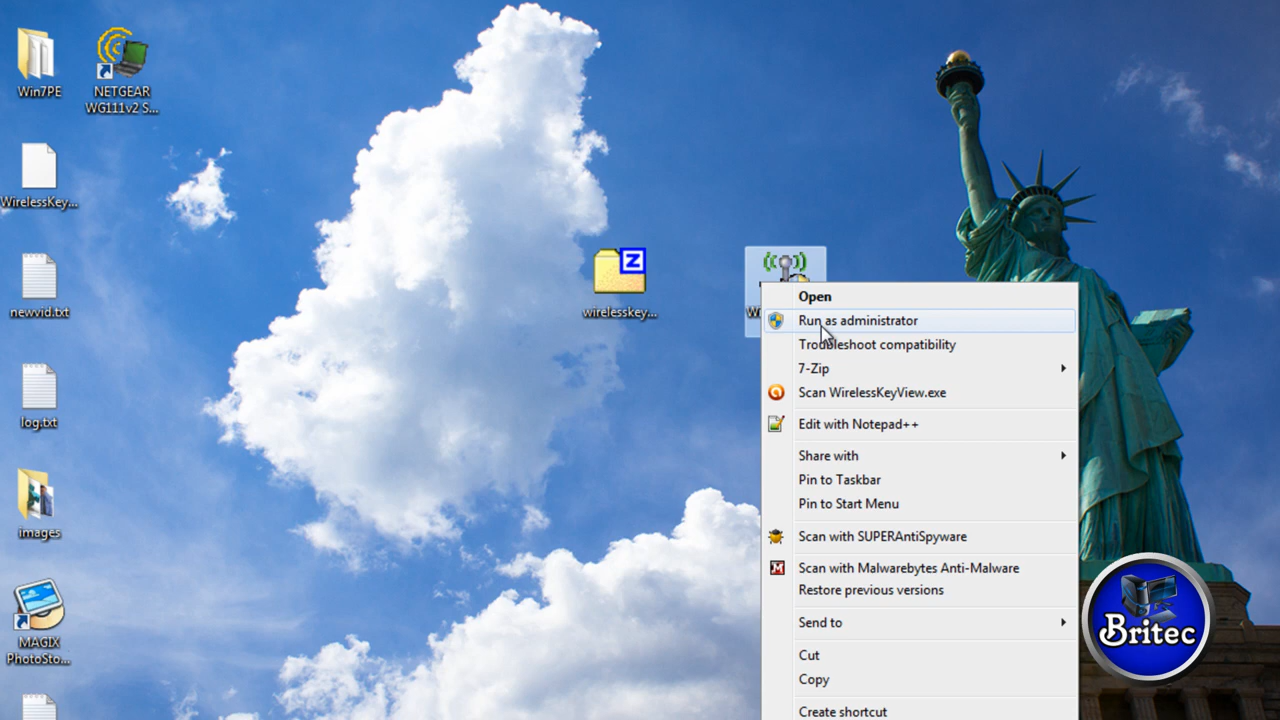 Win7PE
NETGEAR
WG111v2 S...
WirelessKey...
newvid.txt
log.txt
images
MAGIX
PhotoSto...
wirelesskey...
Open
Run as administrator
Troubleshoot compatibility
7-Zip
Scan WirelessKeyView.exe
Edit with Notepad++
Share with
Pin to Taskbar
Pin to Start Menu
Scan with SUPERAntiSpyware
Scan with Malwarebytes Anti-Malware
Restore previous versions
Send to
Cut
Copy
Create shortcut
Britec